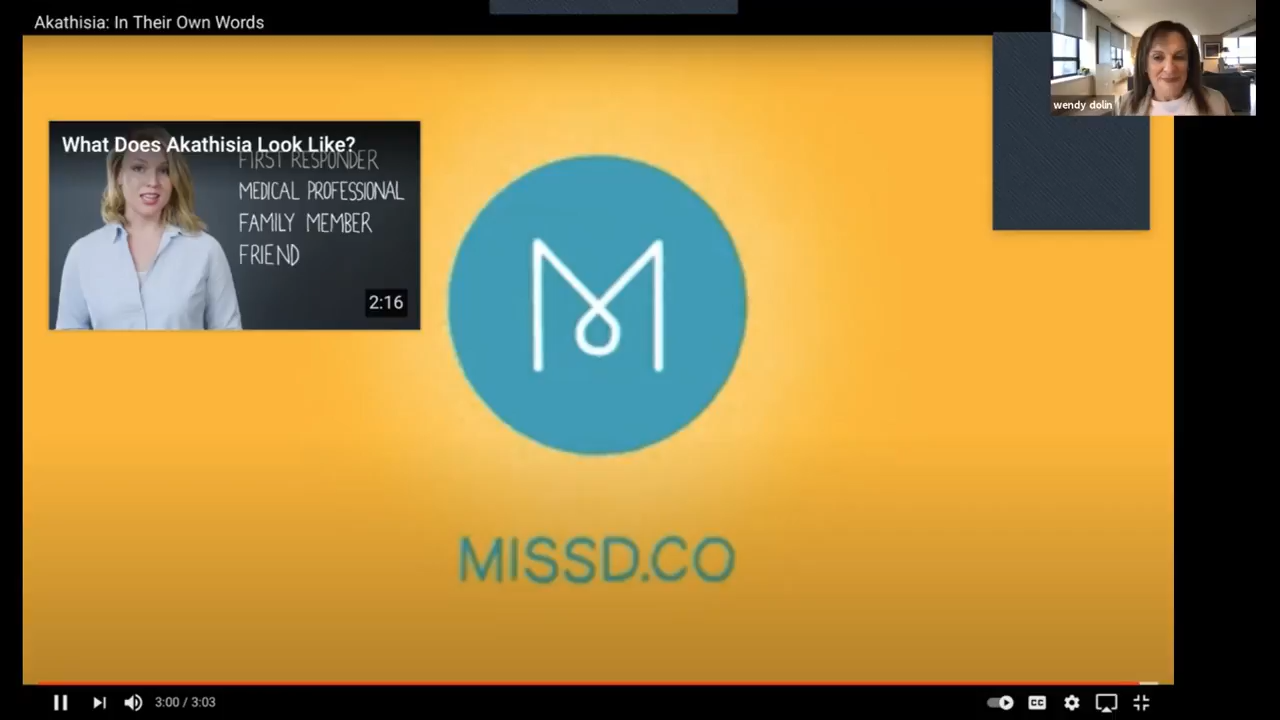 Akathisia: In Their Own Words
wendy dolin
What Does Akathisia Look Like?
FIRST RESPONDER
MEDICAL PROFESSIONAL
FAMILY MEMBER
FRIEND
2:16
M
MISSD.CO
3:00 / 3:03
CC